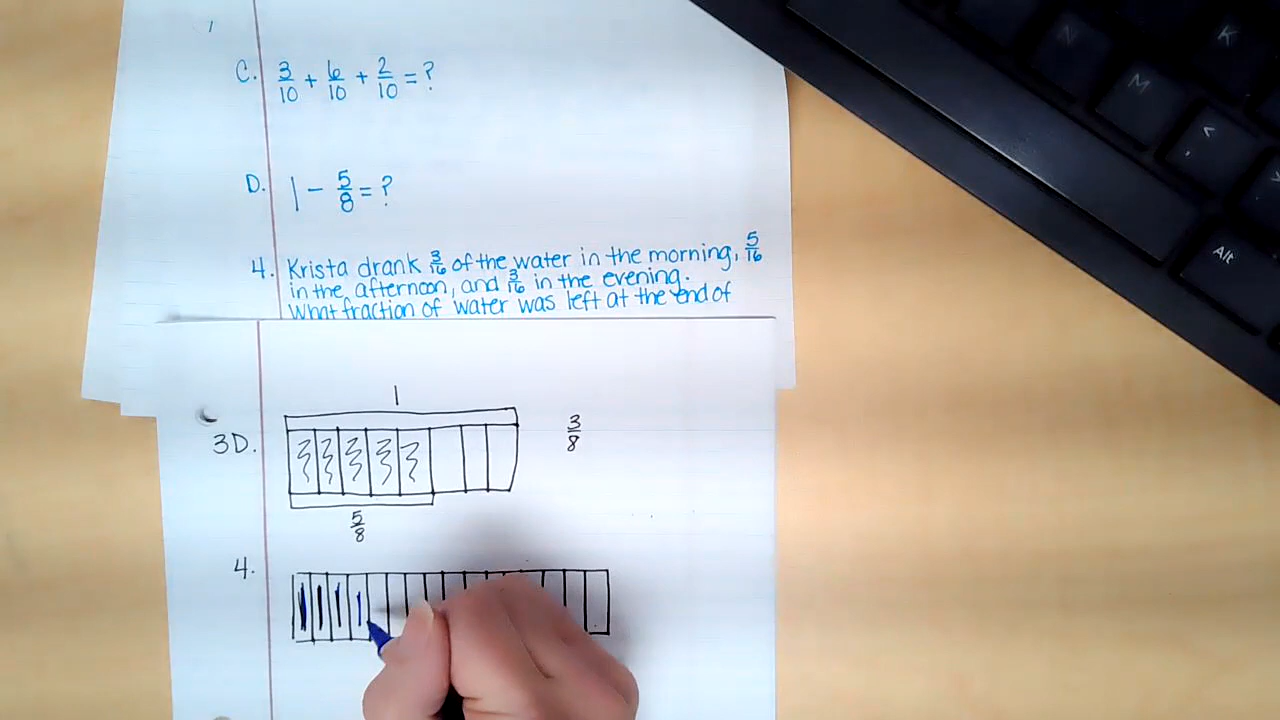 C. 3/10 + 6/10 + 2/10 = ?
D. 1 - 5/8 = ?
4. Krista drank 3/16 of the water in the morning, 5/16
in the afternoon, and 3/16 in the evening.
What fraction of water was left at the end of
1
3D.
3/8
5/8
4.
N
M
K
<
,
Alt